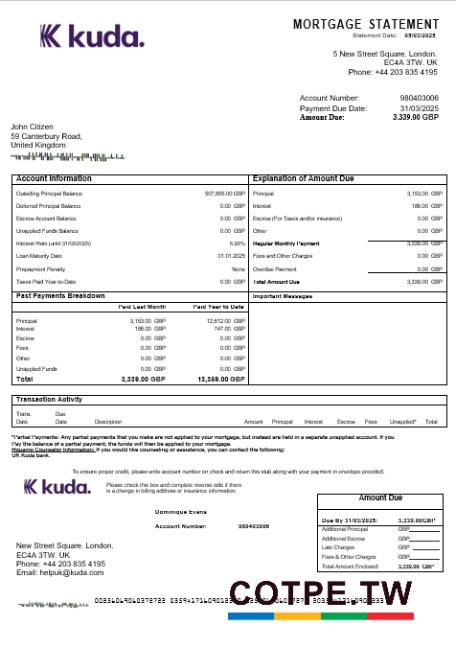 kuda.
MORTGAGE STATEMENT
Statement Date: 05/03/2025
5 New Street Square. London.
EC4A 3TW. UK
Phone: +44 203 835 4195
Account Number: 980403006
Payment Due Date: 31/03/2025
Amount Due: 3.339.00 GBP
John Citizen
59 Canterbury Road,
United Kingdom
Account Information
Outstding Principal Balance 507,855.00 GBP
Deferred Principal Balance 0.00 GBP
Escrow Account Balance 0.00 GBP
Unapplied Funds Balance 0.00 GBP
Interest Rate (until 31/03/2025)
Loan Maturity Date 01.01.2025
Prepayment Penalty None
Taxes Paid Year-to-Date 0.00 GBP
Explanation of Amount Due
Principal 3,153.00 GBP
Interest 186.00 GBP
Escrow (For Taxes and/or insurance) 0.00 GBP
Other 0.00 GBP
Regular Monthly Payment 3,339.00 GBP
Fees and Other Charges 0.00 GBP
Overdue Payment 0.00 GBP
Total Amount Due 3,339.00 GBP
Past Payments Breakdown
Paid Last Month Paid Year to Date
Principal 3,153.00 GBP 12,612.00 GBP
Interest 186.00 GBP 747.00 GBP
Escrow 0.00 GBP 0.00 GBP
Fees 0.00 GBP 0.00 GBP
Other 0.00 GBP 0.00 GBP
Unapplied Funds 0.00 GBP 0.00 GBP
Total 3,339.00 GBP 13,359.00 GBP
Important Messages
Transaction Activity
Trans. Date Due Date Description Amount Principal Interest Escrow Fees Unapplied* Total
*Partial Payments: Any partial payments that you make are not applied to your mortgage, but instead are held in a separate unapplied account. If you
Pay the balance of a partial payment, the funds will then be applied to your mortgage.
Housing Counselor Information: If you would like counseling or assistance, you can contact the following:
UK Kuda bank.
To ensure proper credit, please write account number on check and return this stub along with your payment in envelope provided.
kuda.
Please check this box and complete reverse side if there
is a change in billing address or insurance information.
Dominique Evans
Account Number: 980403006
Amount Due
Due By 31/03/2025: 3,339.00GBP*
Additional Principal GBP
Additional Escrow GBP
Late Charges GBP
Fees & Other Charges GBP
Total Amount Enclosed 3,339.00 GBP*
New Street Square. London.
EC4A 3TW. UK
Phone: +44 203 835 4195
Email: helpuk@kuda.com
COTPE.TW